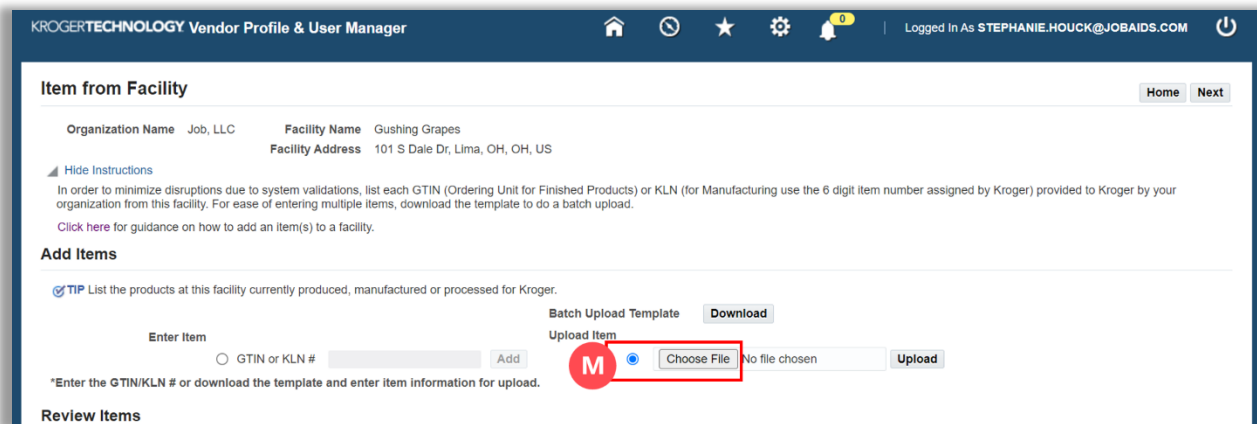 KROGERTECHNOLOGY. Vendor Profile & User Manager
0
Logged In As STEPHANIE.HOUCK@JOBAIDS.COM
Item from Facility
Home Next
Organization Name Job, LLC Facility Name Gushing Grapes
Facility Address 101 S Dale Dr, Lima, OH, OH, US
Hide Instructions
In order to minimize disruptions due to system validations, list each GTIN (Ordering Unit for Finished Products) or KLN (for Manufacturing use the 6 digit item number assigned by Kroger) provided to Kroger by your
organization from this facility. For ease of entering multiple items, download the template to do a batch upload.
Click here for guidance on how to add an item(s) to a facility.
Add Items
TIP List the products at this facility currently produced, manufactured or processed for Kroger.
Batch Upload Template Download
Enter Item Upload Item
GTIN or KLN # Add M Choose File No file chosen Upload
*Enter the GTIN/KLN # or download the template and enter item information for upload.
Review Items